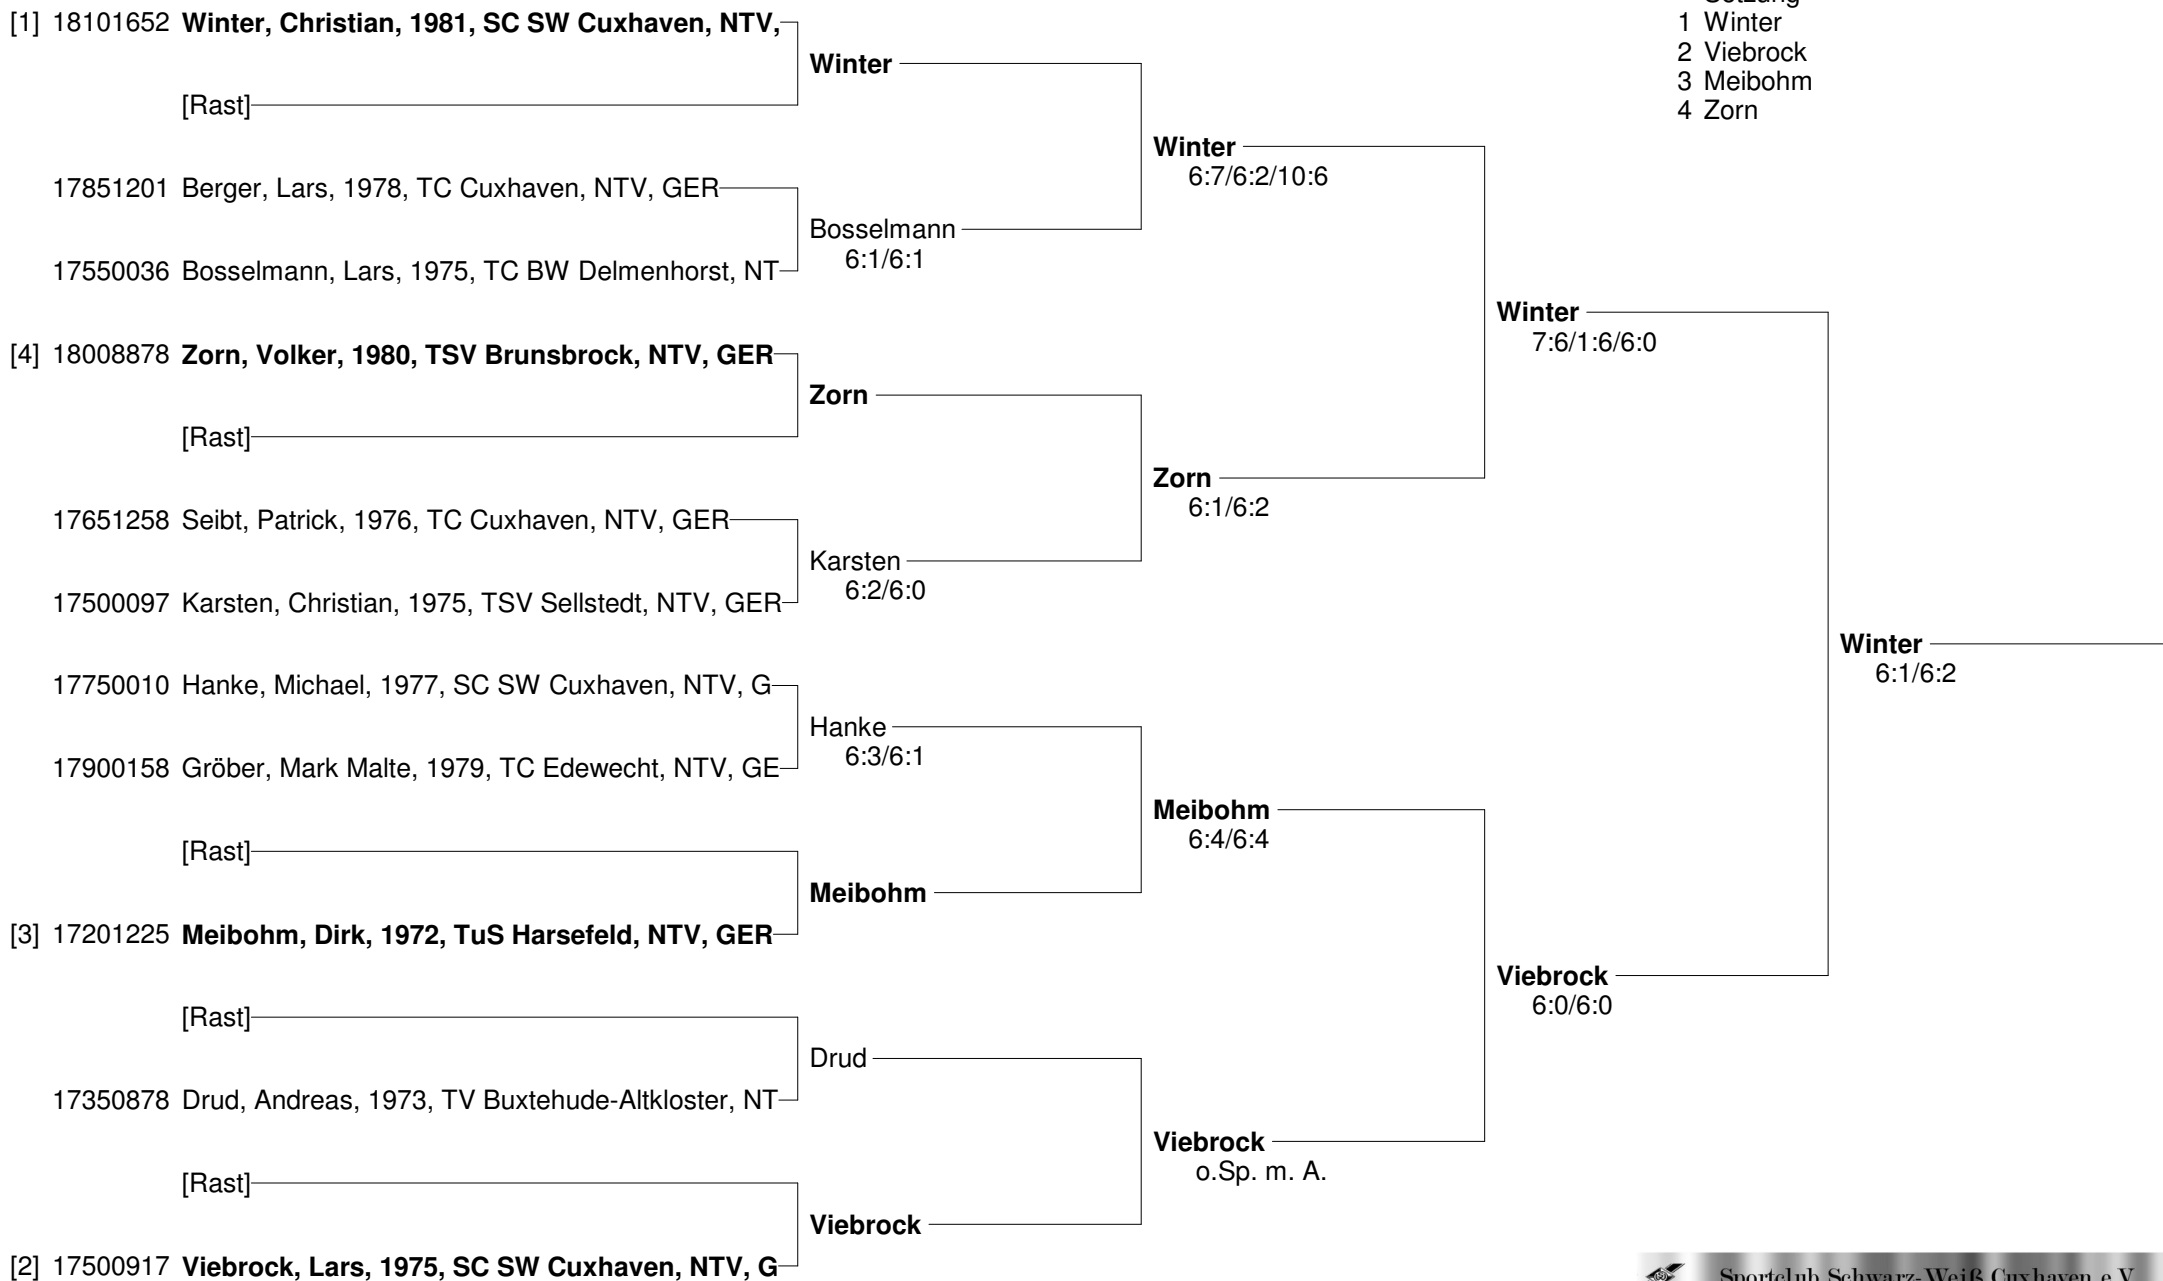 Setzung
1 Winter
2 Viebrock
3 Meibohm
4 Zorn
[1] 18101652 Winter, Christian, 1981, SC SW Cuxhaven, NTV,
[Rast]
Winter
17851201 Berger, Lars, 1978, TC Cuxhaven, NTV, GER
17550036 Bosselmann, Lars, 1975, TC BW Delmenhorst, NT
Bosselmann
6:1/6:1
Winter
6:7/6:2/10:6
[4] 18008878 Zorn, Volker, 1980, TSV Brunsbrock, NTV, GER
[Rast]
Zorn
17651258 Seibt, Patrick, 1976, TC Cuxhaven, NTV, GER
17500097 Karsten, Christian, 1975, TSV Sellstedt, NTV, GER
Karsten
6:2/6:0
Zorn
6:1/6:2
Winter
7:6/1:6/6:0
17750010 Hanke, Michael, 1977, SC SW Cuxhaven, NTV, G
17900158 Gröber, Mark Malte, 1979, TC Edewecht, NTV, GE
Hanke
6:3/6:1
[Rast]
[3] 17201225 Meibohm, Dirk, 1972, TuS Harsefeld, NTV, GER
Meibohm
Meibohm
6:4/6:4
[Rast]
17350878 Drud, Andreas, 1973, TV Buxtehude-Altkloster, NT
Drud
[Rast]
[2] 17500917 Viebrock, Lars, 1975, SC SW Cuxhaven, NTV, G
Viebrock
Viebrock
o.Sp. m. A.
Viebrock
6:0/6:0
Winter
6:1/6:2
Sportclub Schwarz-Weiß Cuxhaven e.V.